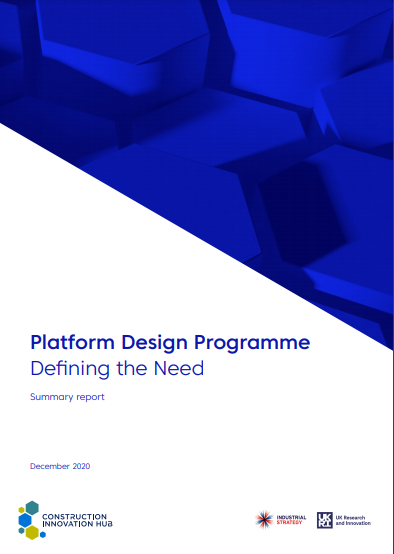 Platform Design Programme
Defining the Need
Summary report
December 2020
CONSTRUCTION
INNOVATION HUB
INDUSTRIAL
STRATEGY
UKRI
UK Research
and Innovation